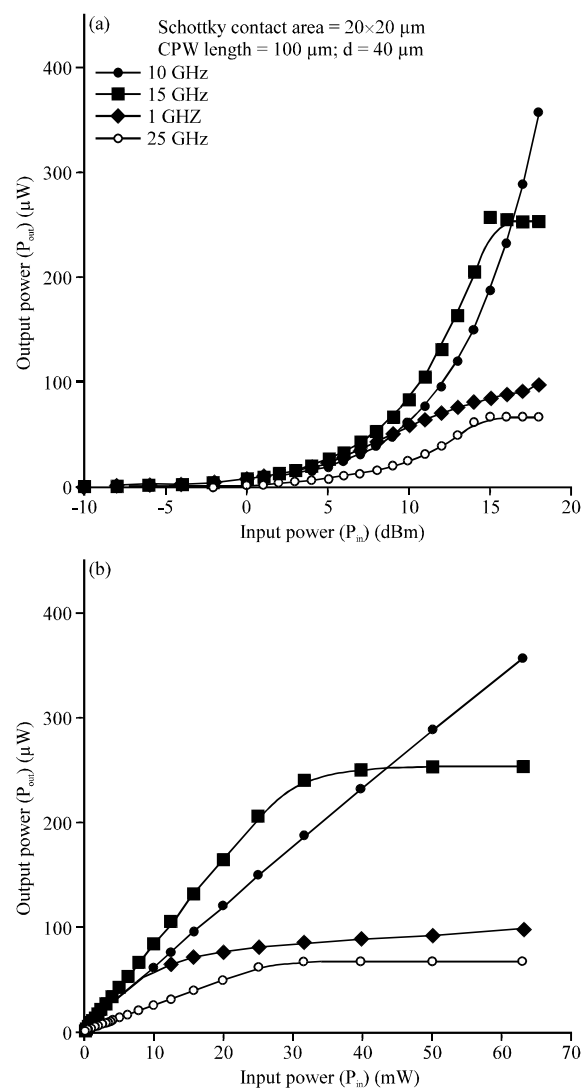 (a)
Schottky contact area = 20×20 µm
CPW length = 100 µm; d = 40 µm
10 GHz
15 GHz
1 GHZ
25 GHz
400
300
200
100
0
Output power (Pout) (µW)
-10
-5
0
5
10
15
20
Input power (Pin) (dBm)
(b)
400
300
200
100
0
Output power (Pout) (µW)
0
10
20
30
40
50
60
70
Input power (Pin) (mW)